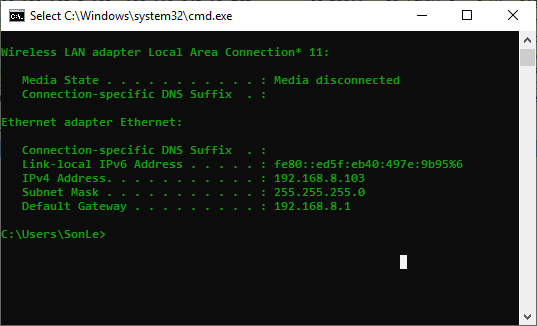 Select C:\Windows\system32\cmd.exe
Wireless LAN adapter Local Area Connection* 11:
Media State . . . . . . . . . . . : Media disconnected
Connection-specific DNS Suffix  . :
Ethernet adapter Ethernet:
Connection-specific DNS Suffix  . :
Link-local IPv6 Address . . . . . : fe80::ed5f:eb40:497e:9b95%6
IPv4 Address. . . . . . . . . . . : 192.168.8.103
Subnet Mask . . . . . . . . . . . : 255.255.255.0
Default Gateway . . . . . . . . . : 192.168.8.1
C:\Users\SonLe>